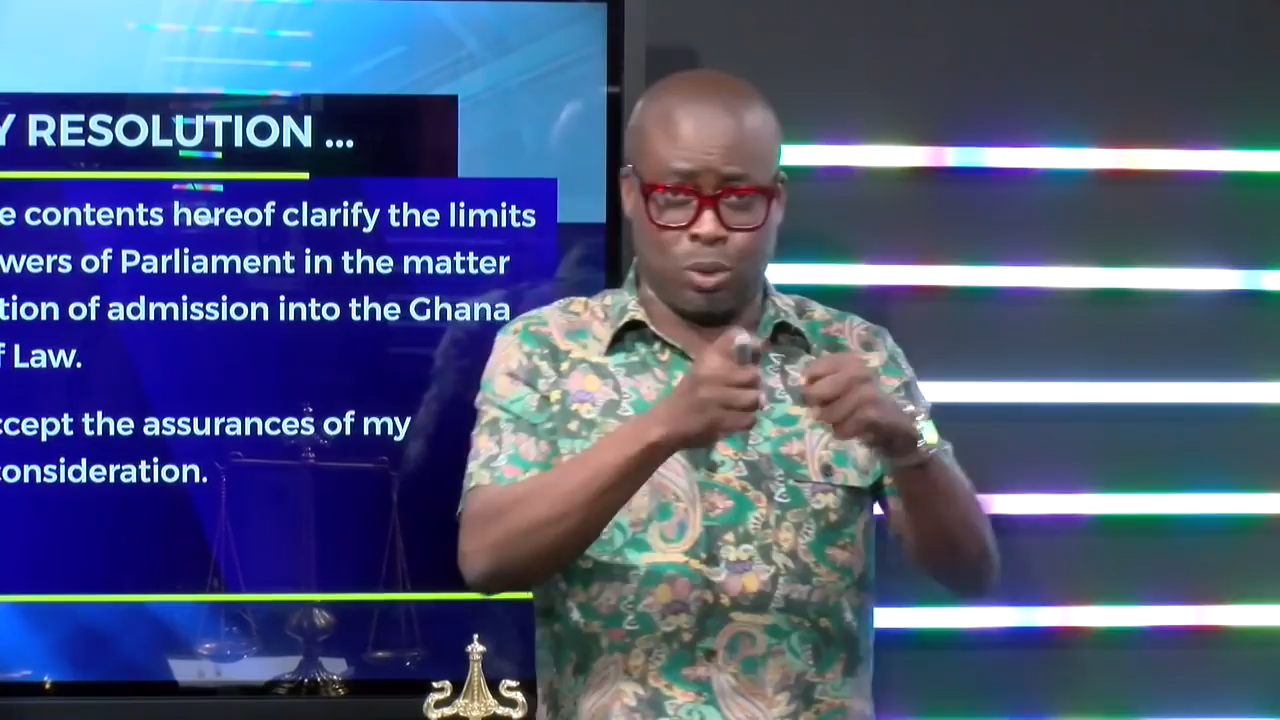 Y RESOLUTION ...
e contents hereof clarify the limits
wers of Parliament in the matter
tion of admission into the Ghana
f Law.
ccept the assurances of my
consideration.